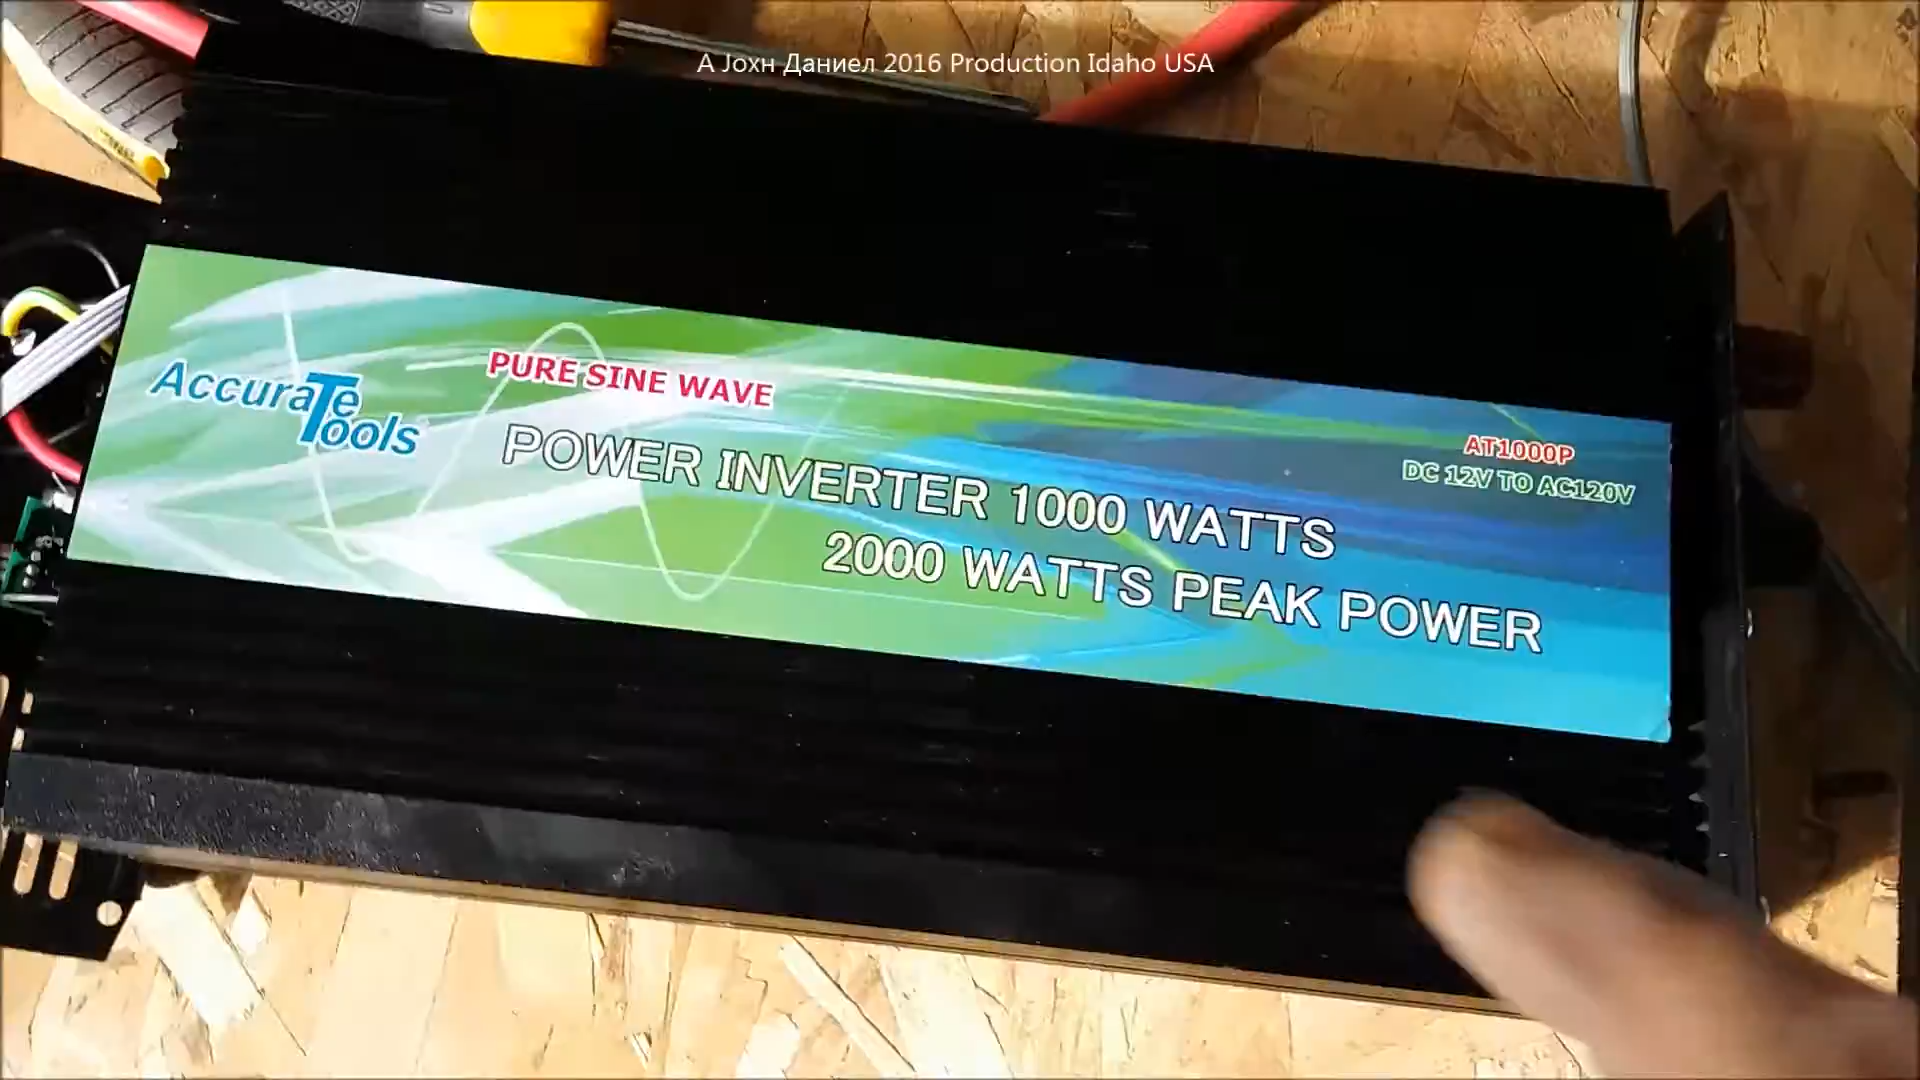 A Јохн Даниел 2016 Production Idaho USA
AccuraTe Tools
PURE SINE WAVE
POWER INVERTER 1000 WATTS
2000 WATTS PEAK POWER
AT1000P
DC 12V TO AC120V